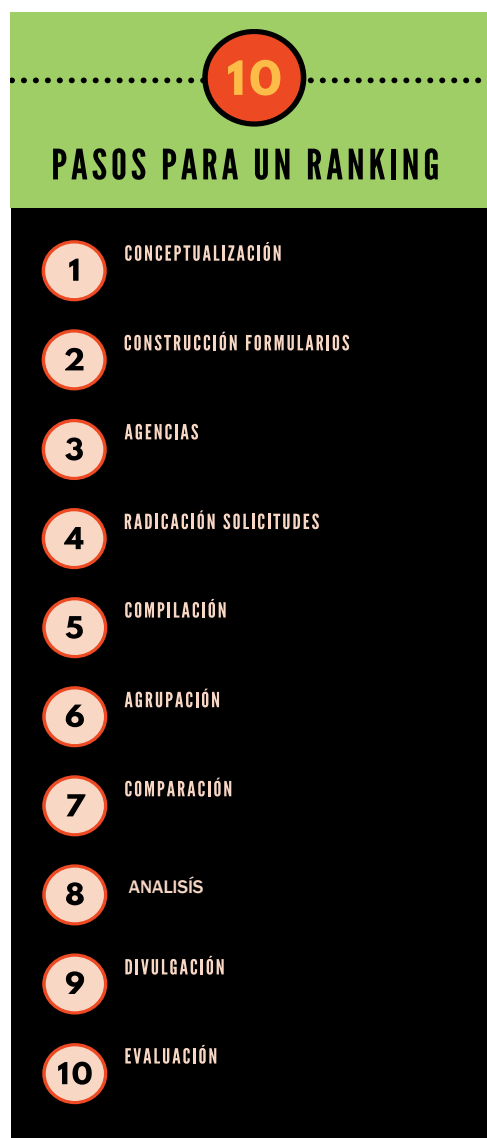 10
PASOS PARA UN RANKING
1 CONCEPTUALIZACIÓN
2 CONSTRUCCIÓN FORMULARIOS
3 AGENCIAS
4 RADICACIÓN SOLICITUDES
5 COMPILACIÓN
6 AGRUPACIÓN
7 COMPARACIÓN
8 ANALISÍS
9 DIVULGACIÓN
10 EVALUACIÓN